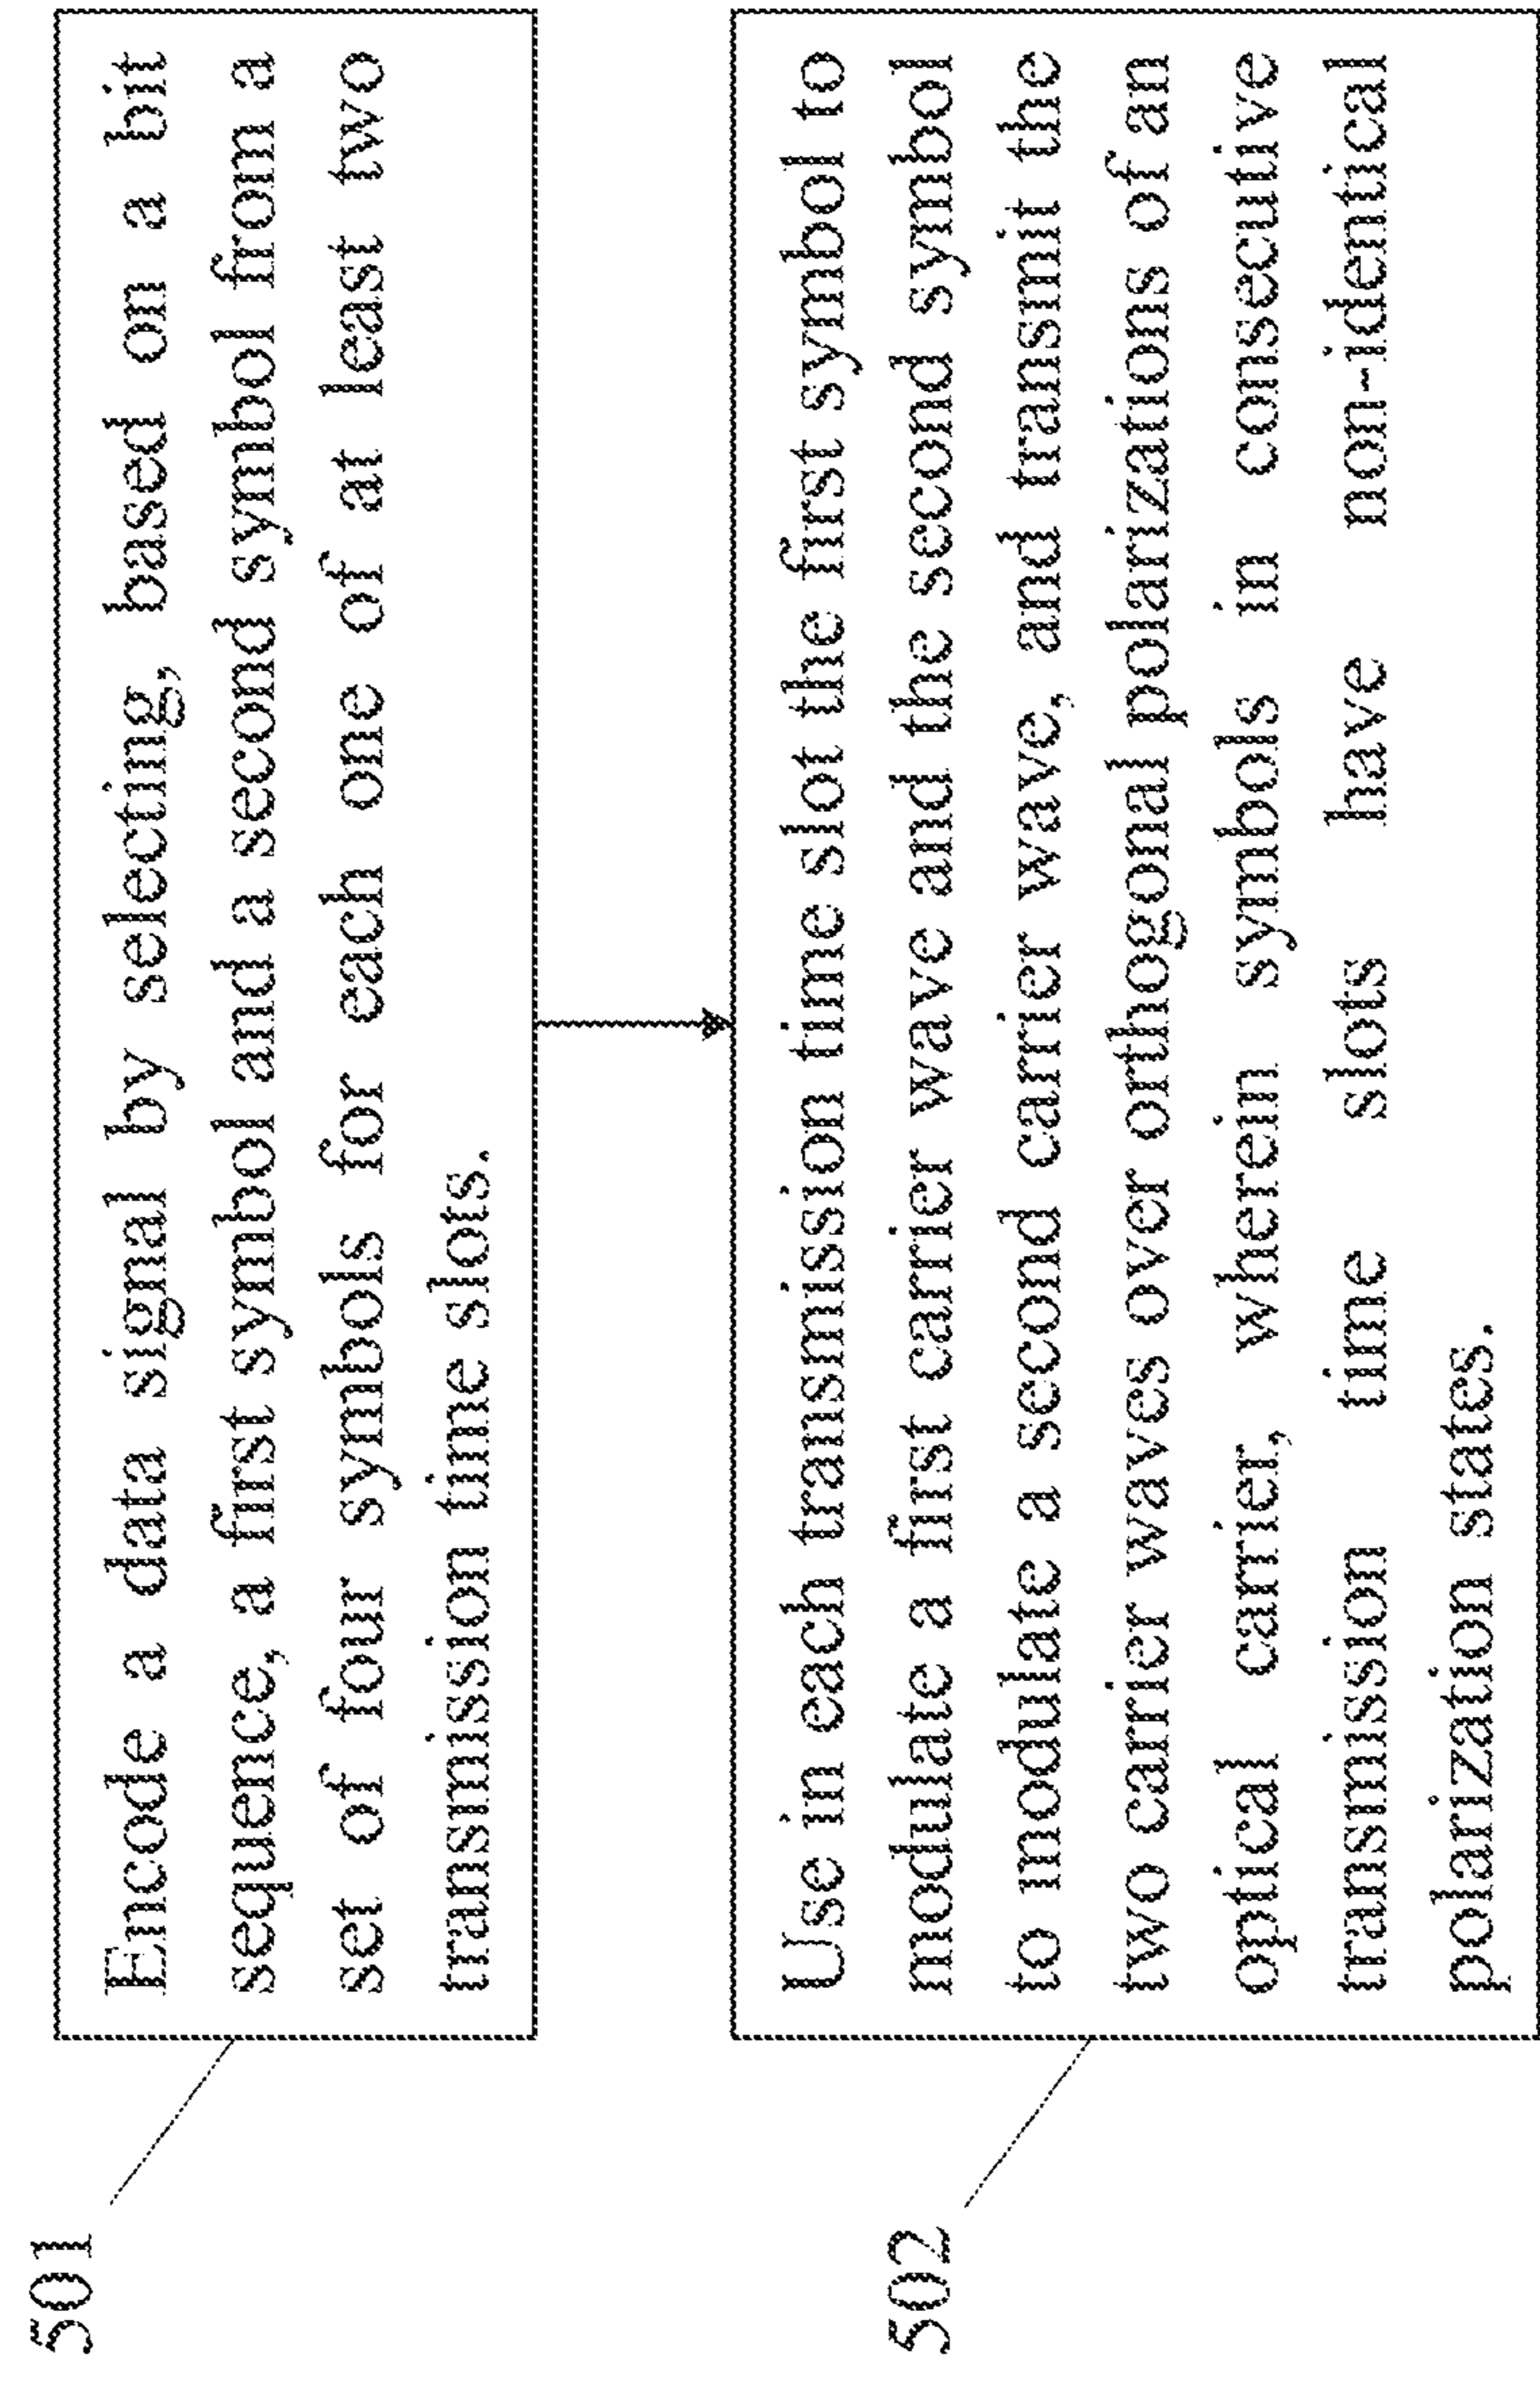 501
Encode a data signal by selecting, based on a bit
sequence, a first symbol and a second symbol from a
set of four symbols for each one of at least two
transmission time slots.
502
Use in each transmission time slot the first symbol to
modulate a first carrier wave and the second symbol
to modulate a second carrier wave, and transmit the
two carrier waves over orthogonal polarizations of an
optical carrier, wherein symbols in consecutive
transmission time slots have non-identical
polarization states.